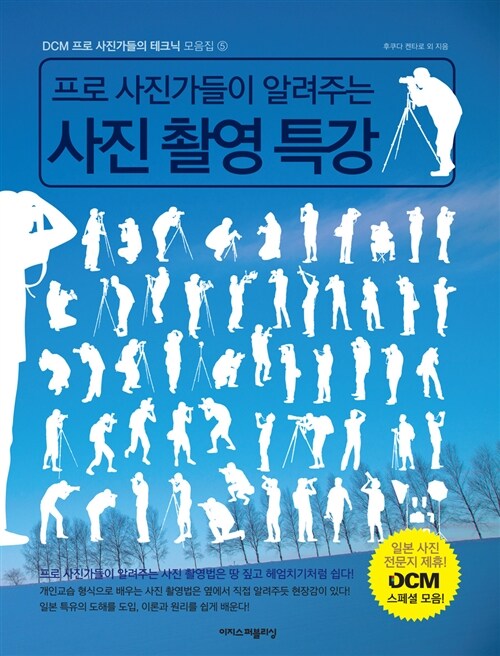 DCM 프로 사진가들의 테크닉 모음집 ⑤
후쿠다 켄타로 외 지음
프로 사진가들이 알려주는
사진 촬영 특강
일본 사진
전문지 제휴!
DCM
스페셜 모음!
프로 사진가들이 알려주는 사진 촬영법은 땅 짚고 헤엄치기처럼 쉽다!
개인교습 형식으로 배우는 사진 촬영법은 옆에서 직접 알려주듯 현장감이 있다!
일본 특유의 도해를 도입, 이론과 원리를 쉽게 배운다!
이지스퍼블리싱